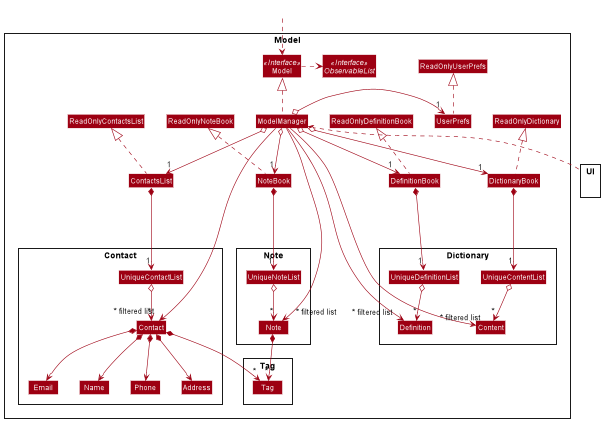 Model
«Interface»
Model
«Interface»
ObservableList
ReadOnlyUserPrefs
1
ReadOnlyContactsList
ReadOnlyNoteBook
ModelManager
ReadOnlyDefinitionBook
UserPrefs
ReadOnlyDictionary
1
1
1
1
UI
ContactsList
NoteBook
DefinitionBook
DictionaryBook
Contact
Note
Dictionary
1
1
1
1
UniqueContactList
UniqueNoteList
UniqueDefinitionList
UniqueContentList
* filtered list
* filtered list
* filtered list
* filtered list
*
*
*
*
Contact
Note
Definition
Content
Tag
*
*
Email
Name
Phone
Address
Tag